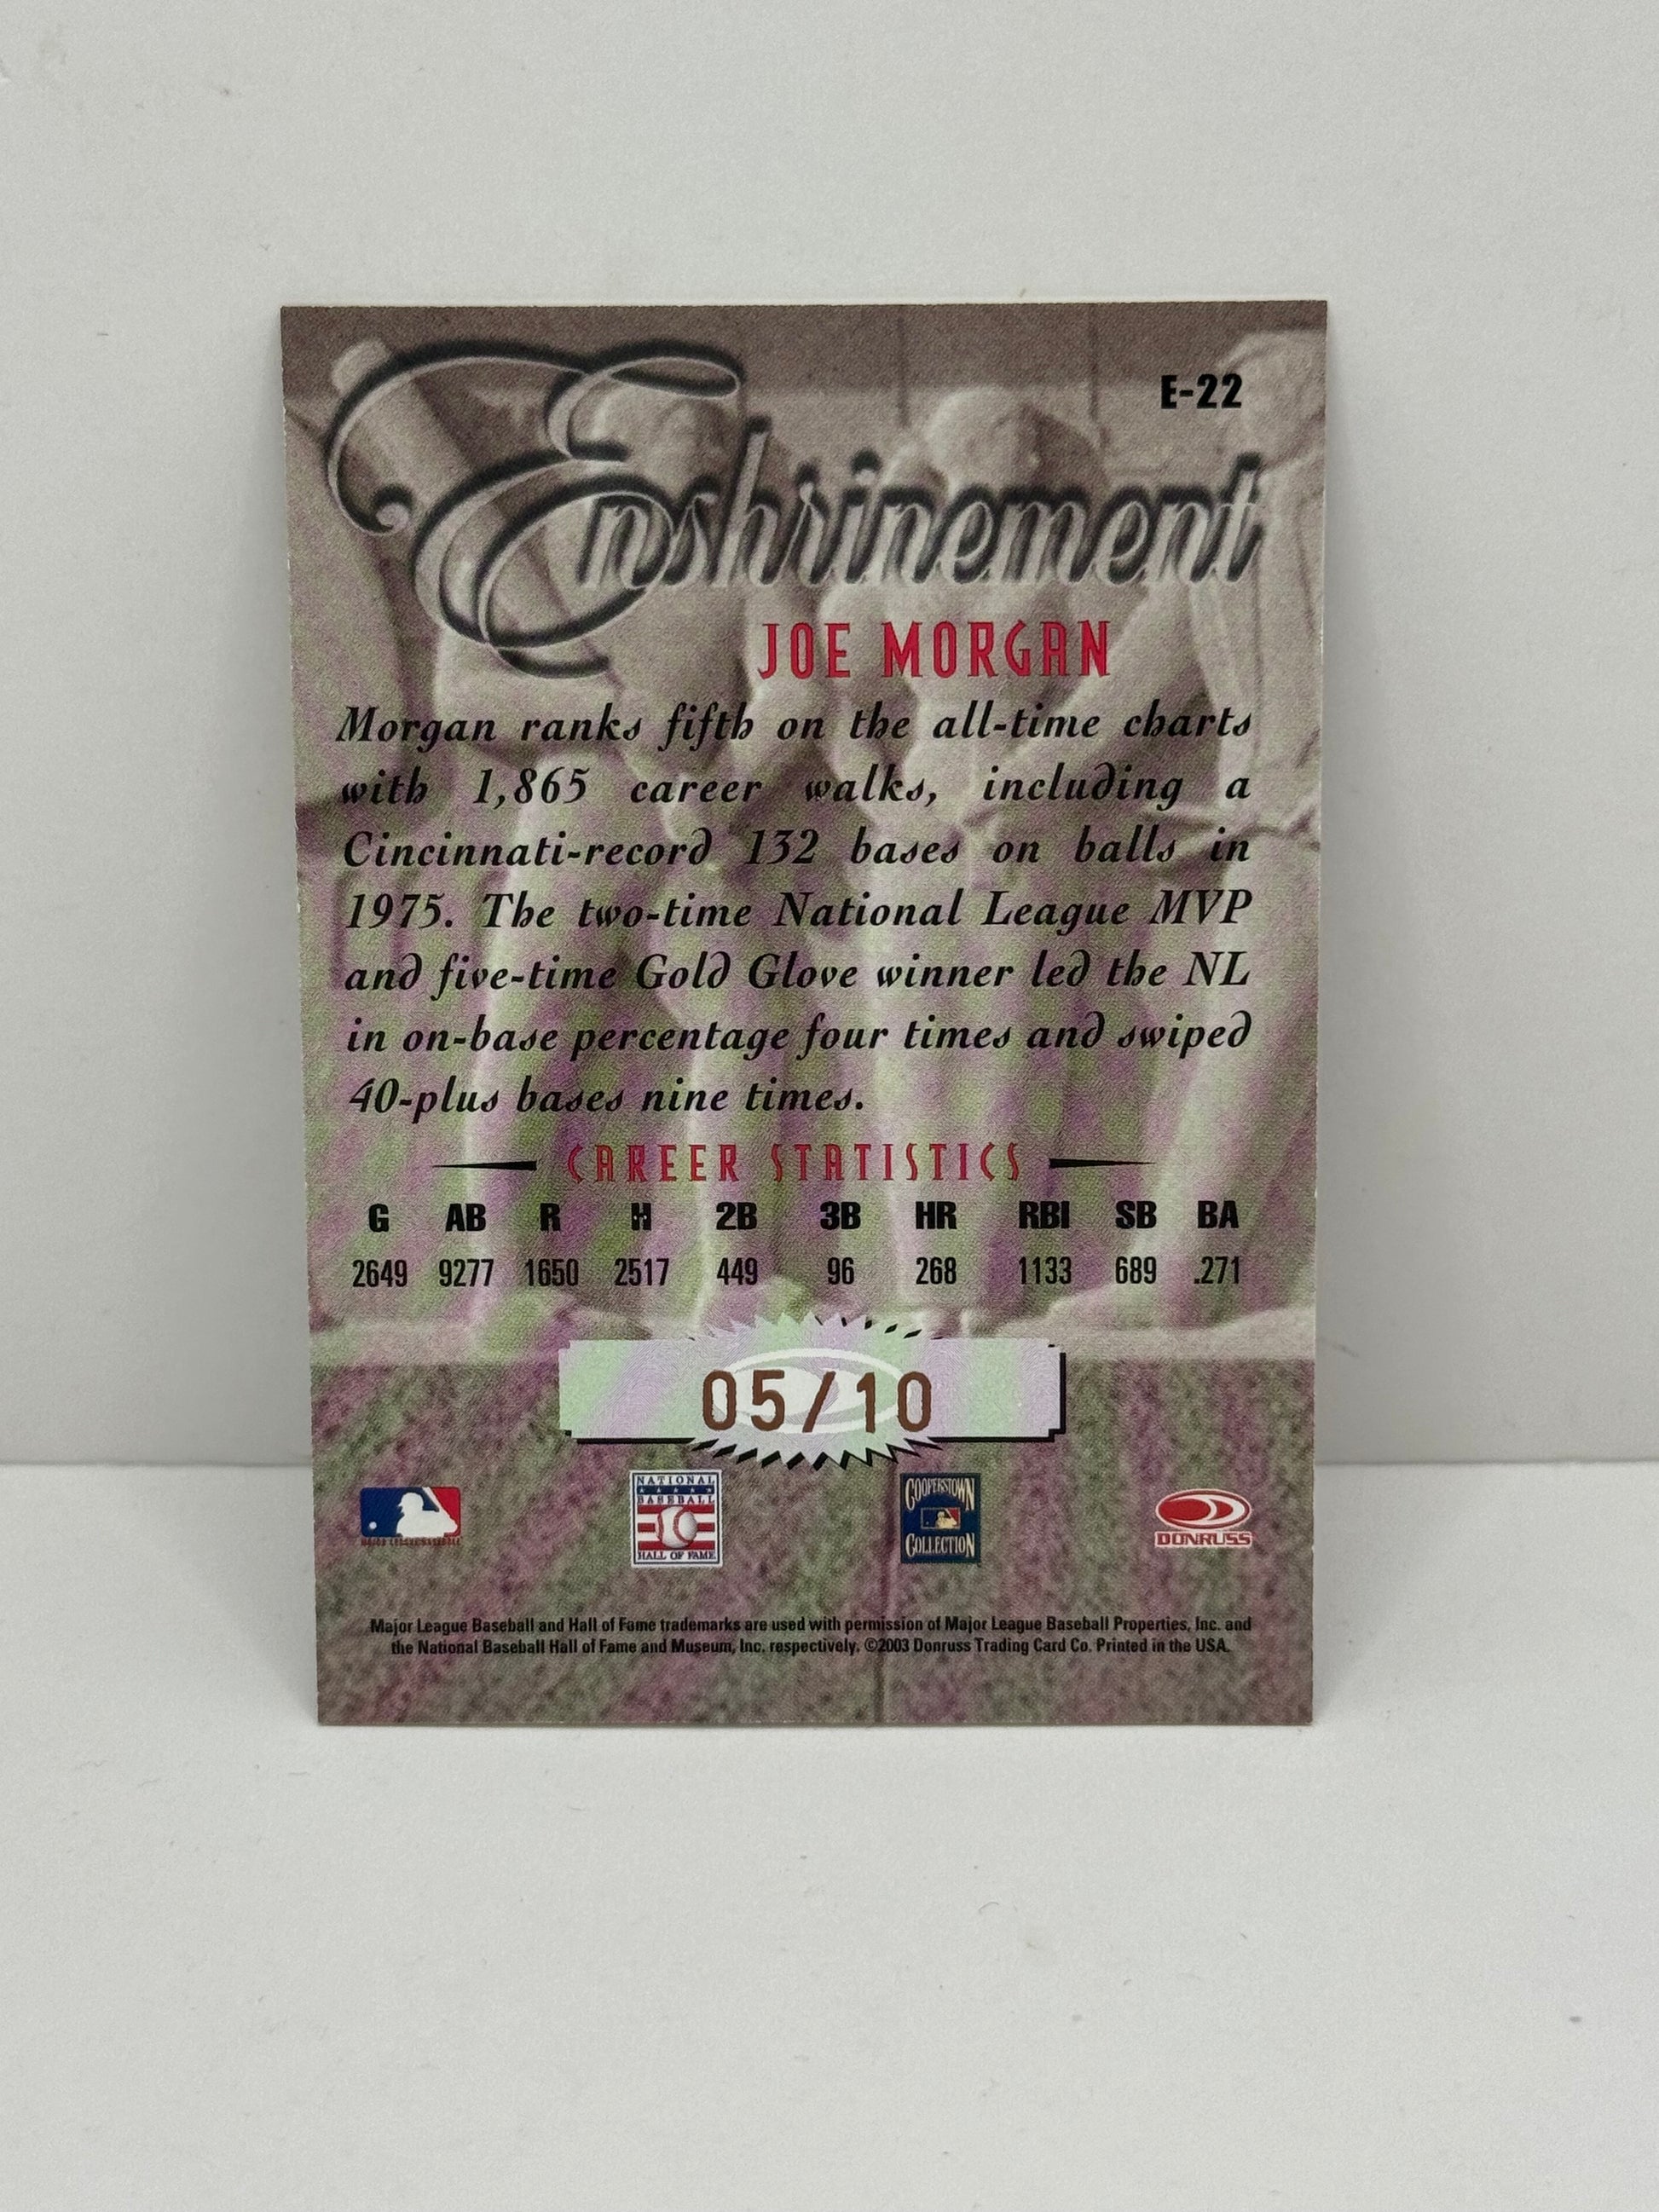 E-22
Enshrinement
JOE MORGAN
Morgan ranks fifth on the all-time charts
with 1,865 career walks, including a
Cincinnati-record 132 bases on balls in
1975. The two-time National League MVP
and five-time Gold Glove winner led the NL
in on-base percentage four times and swiped
40-plus bases nine times.
CAREER STATISTICS
G AB R H 2B 3B HR RBI SB BA
2649 9277 1650 2517 449 96 268 1133 689 .271
05/10
MAJOR LEAGUE BASEBALL
NATIONAL
BASEBALL
HALL OF FAME
COOPERSTOWN
COLLECTION
DONRUSS
Major League Baseball and Hall of Fame trademarks are used with permission of Major League Baseball Properties, Inc. and
the National Baseball Hall of Fame and Museum, Inc. respectively. ©2003 Donruss Trading Card Co. Printed in the USA.